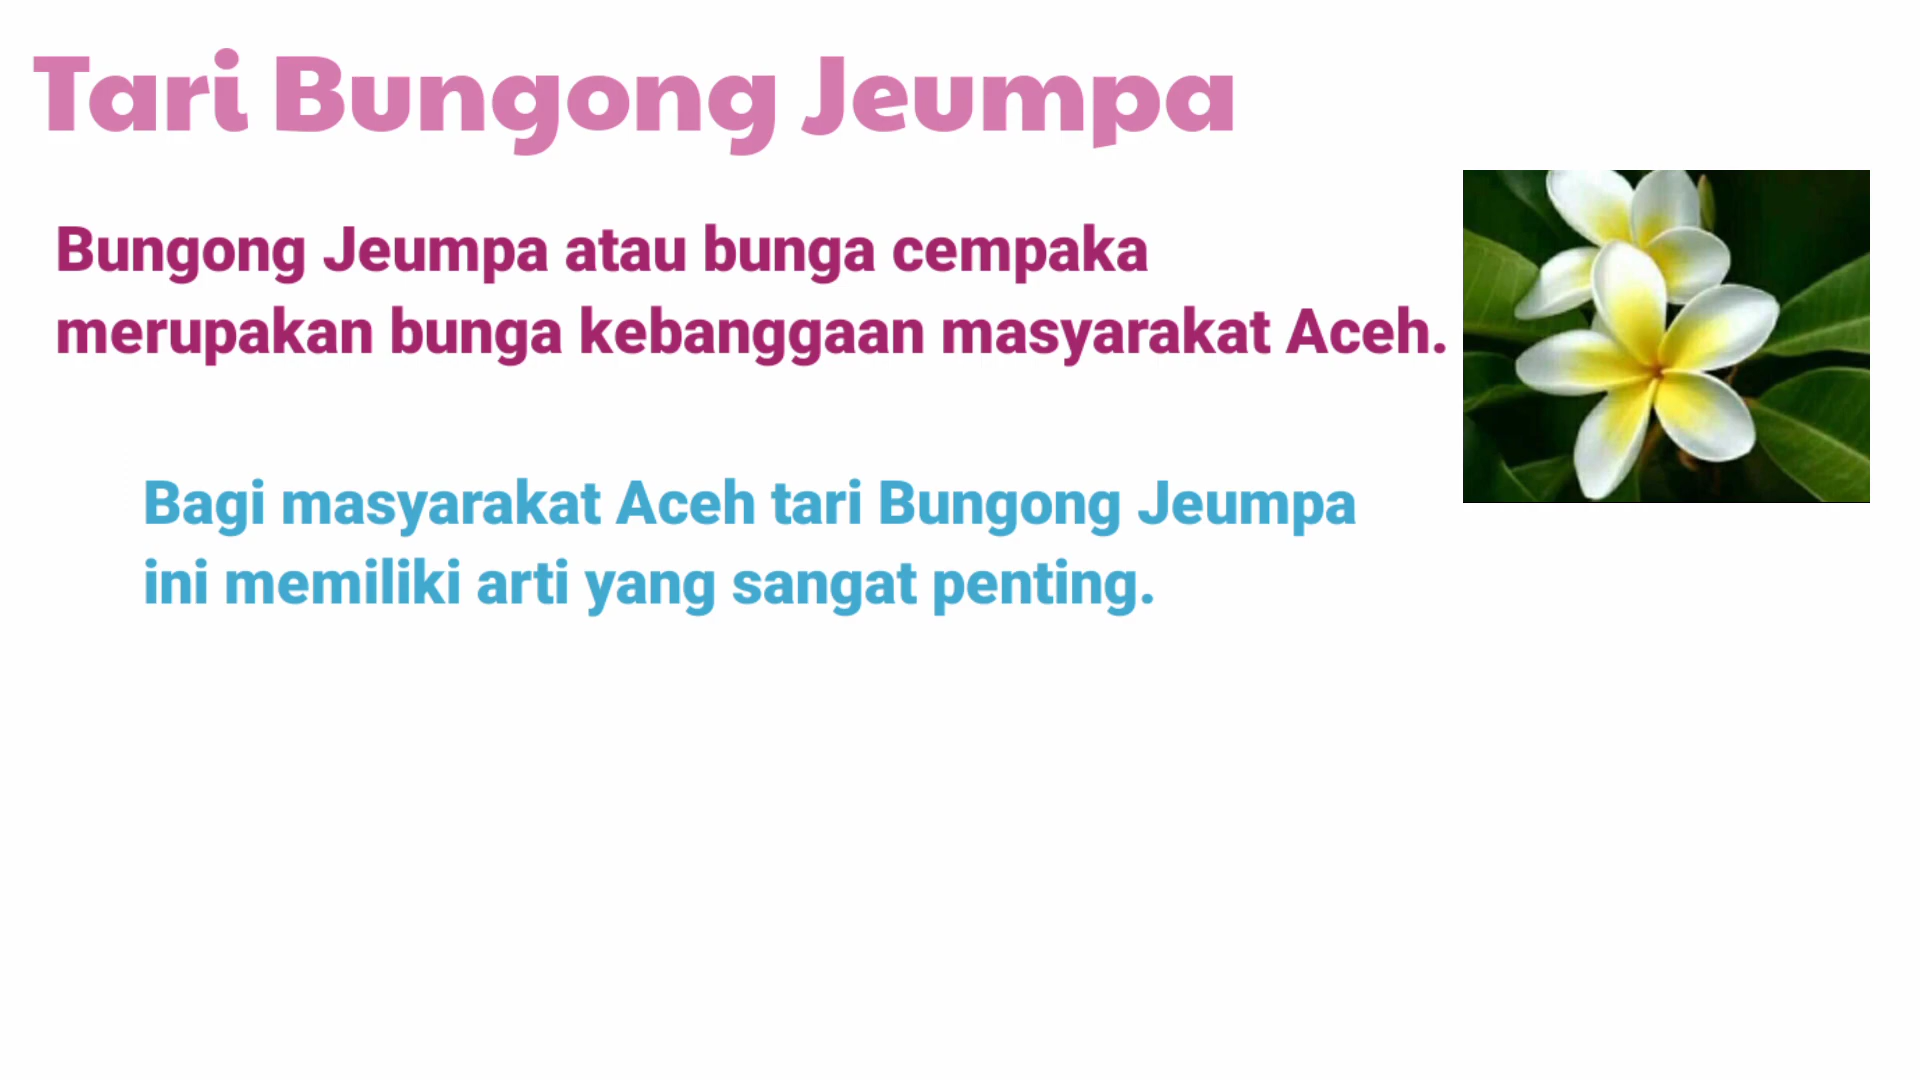 Tari Bungong Jeumpa
Bungong Jeumpa atau bunga cempaka
merupakan bunga kebanggaan masyarakat Aceh.
Bagi masyarakat Aceh tari Bungong Jeumpa
ini memiliki arti yang sangat penting.